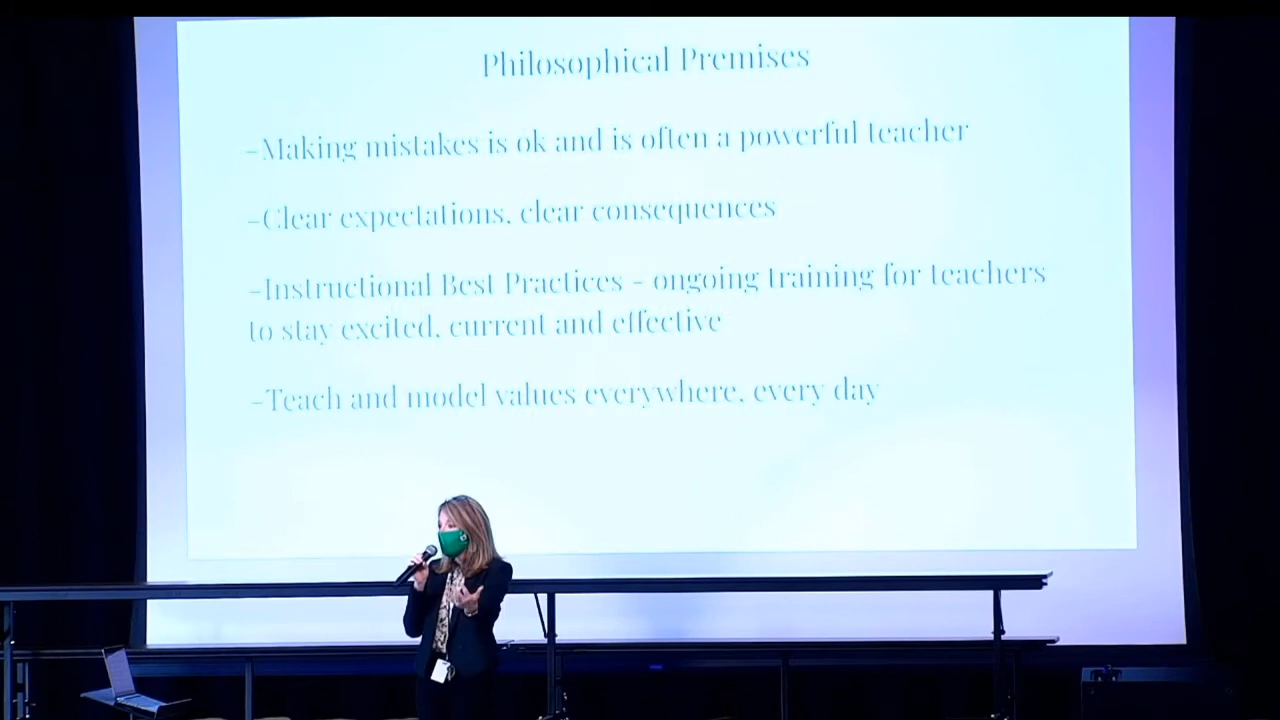 Philosophical Premises
-Making mistakes is ok and is often a powerful teacher
-Clear expectations, clear consequences
-Instructional Best Practices - ongoing training for teachers
to stay excited, current and effective
-Teach and model values everywhere, every day